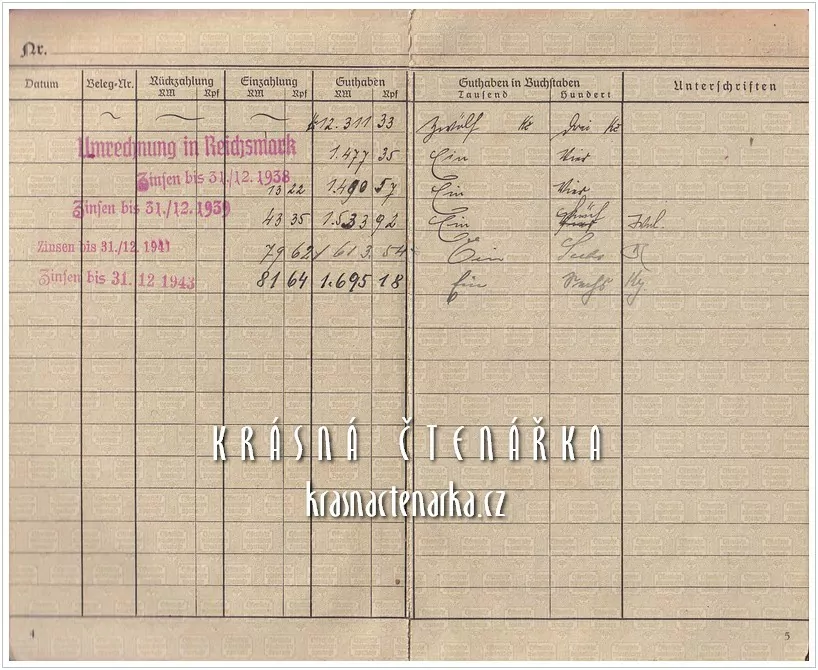 Nr.
Datum Beleg-Nr. Rückzahlung Einzahlung Guthaben Guthaben in Buchstaben Unterschriften
RM Rpf RM Rpf RM Rpf Tausend Hundert
12.311 33 Zwölf Kč Drei Kč
Umrechnung in Reichsmark 1.477 35 Ein Vier
Zinsen bis 31./12. 1938 13 22 1.490 57 Ein Vier
Zinsen bis 31./12. 1939 43 35 1.533 92 Ein fünf
Zinsen bis 31./12. 1941 79 62 1613.54 Ein Sechs
Zinsen bis 31. 12 1943 81 64 1.695 18 Ein Sechs
KRÁSNÁ ČTENÁŘKA
krasnactenarka.cz
4 5